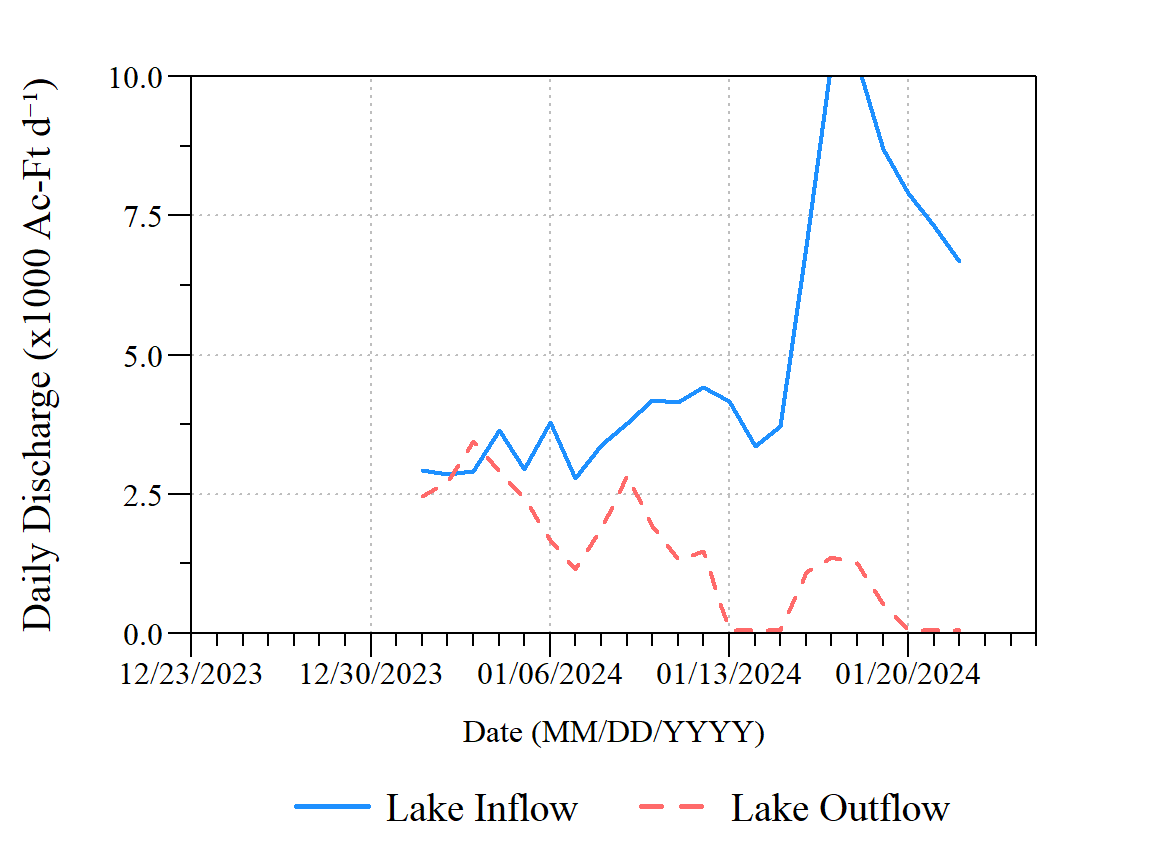 Daily Discharge (x1000 Ac-Ft d⁻¹)
10.0
7.5
5.0
2.5
0.0
12/23/2023 12/30/2023 01/06/2024 01/13/2024 01/20/2024
Date (MM/DD/YYYY)
Lake Inflow Lake Outflow